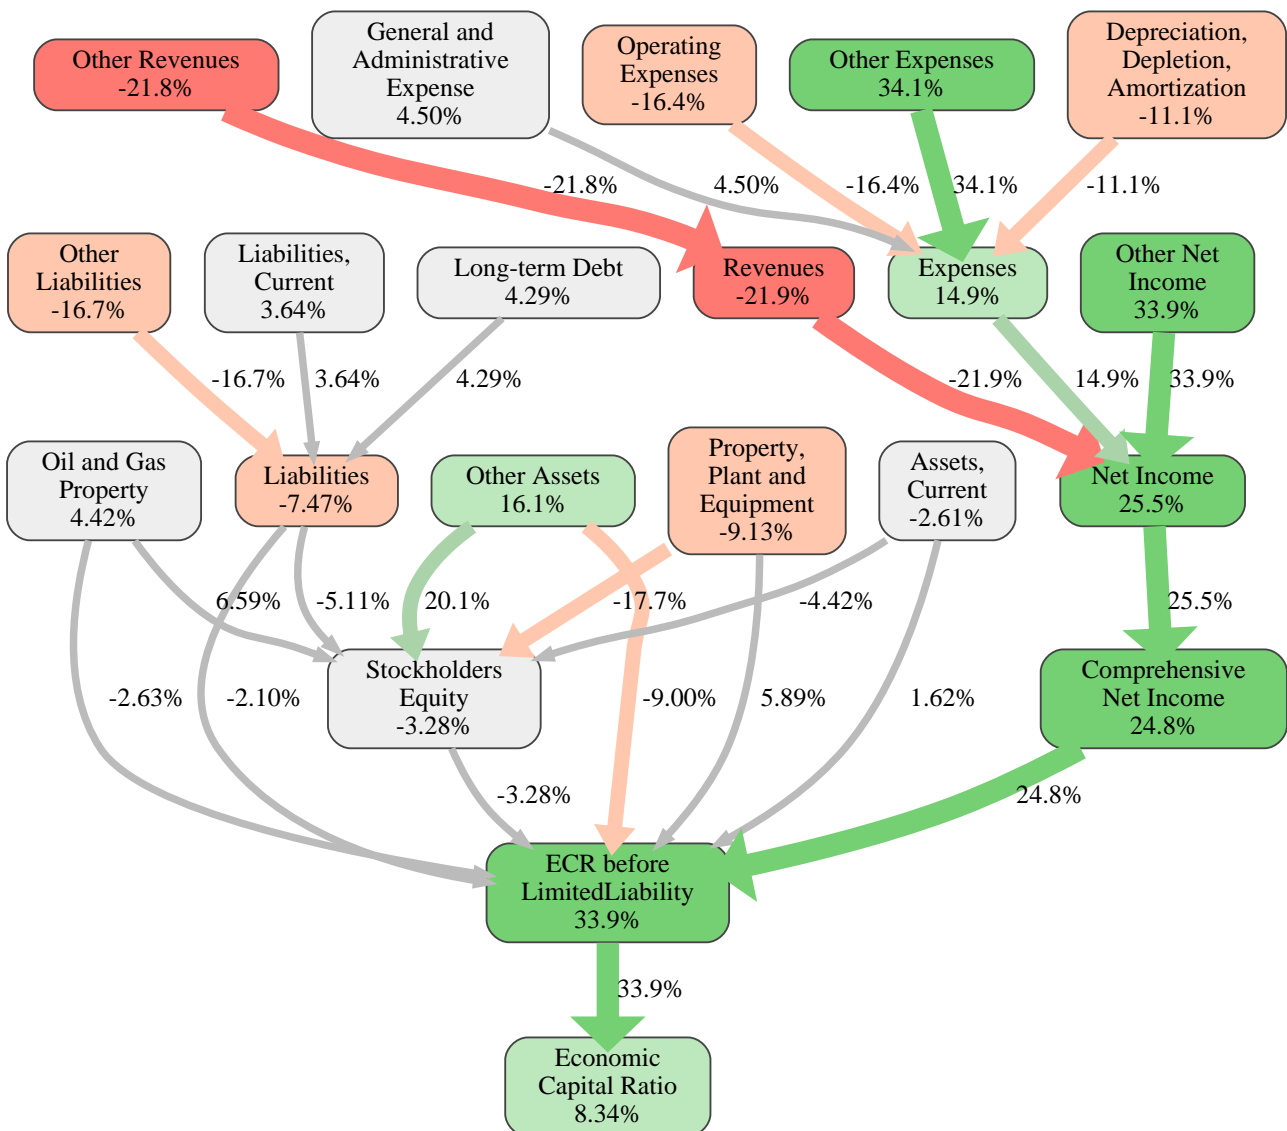 Other Revenues
-21.8%
General and
Administrative
Expense
4.50%
Operating
Expenses
-16.4%
Other Expenses
34.1%
Depreciation,
Depletion,
Amortization
-11.1%
-21.8%
4.50%
-16.4%
34.1%
-11.1%
Other
Liabilities
-16.7%
Liabilities,
Current
3.64%
Long-term Debt
4.29%
Revenues
-21.9%
Expenses
14.9%
Other Net
Income
33.9%
-16.7%
3.64%
4.29%
-21.9%
14.9%
33.9%
Oil and Gas
Property
4.42%
Liabilities
-7.47%
Other Assets
16.1%
Property,
Plant and
Equipment
-9.13%
Assets,
Current
-2.61%
Net Income
25.5%
6.59%
-5.11%
20.1%
-17.7%
-4.42%
25.5%
Stockholders
Equity
-3.28%
Comprehensive
Net Income
24.8%
-2.63%
-2.10%
-9.00%
5.89%
1.62%
-3.28%
24.8%
ECR before
LimitedLiability
33.9%
33.9%
Economic
Capital Ratio
8.34%